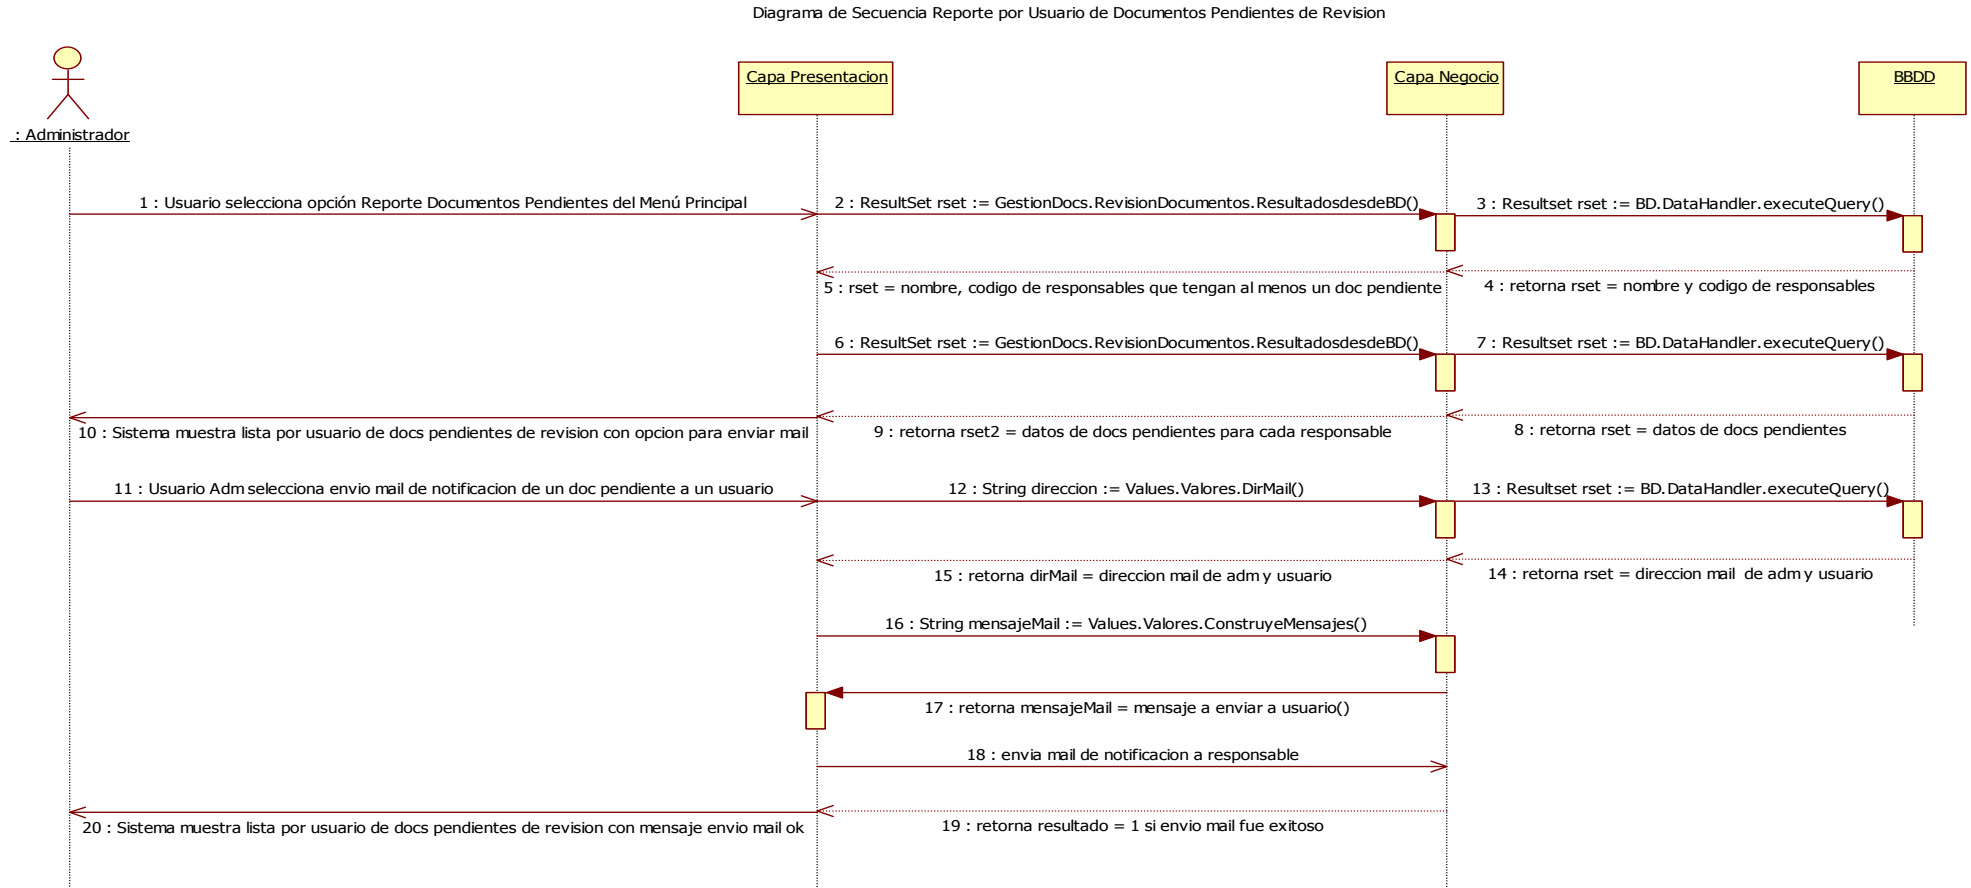 Diagrama de Secuencia Reporte por Usuario de Documentos Pendientes de Revision
: Administrador
Capa Presentacion
Capa Negocio
BBDD
1 : Usuario selecciona opción Reporte Documentos Pendientes del Menú Principal
2 : ResultSet rset := GestionDocs.RevisionDocumentos.ResultadosdesdeBD()
3 : Resultset rset := BD.DataHandler.executeQuery()
4 : retorna rset = nombre y codigo de responsables
5 : rset = nombre, codigo de responsables que tengan al menos un doc pendiente
6 : ResultSet rset := GestionDocs.RevisionDocumentos.ResultadosdesdeBD()
7 : Resultset rset := BD.DataHandler.executeQuery()
8 : retorna rset = datos de docs pendientes
9 : retorna rset2 = datos de docs pendientes para cada responsable
10 : Sistema muestra lista por usuario de docs pendientes de revision con opcion para enviar mail
11 : Usuario Adm selecciona envio mail de notificacion de un doc pendiente a un usuario
12 : String direccion := Values.Valores.DirMail()
13 : Resultset rset := BD.DataHandler.executeQuery()
14 : retorna rset = direccion mail de adm y usuario
15 : retorna dirMail = direccion mail de adm y usuario
16 : String mensajeMail := Values.Valores.ConstruyeMensajes()
17 : retorna mensajeMail = mensaje a enviar a usuario()
18 : envia mail de notificacion a responsable
19 : retorna resultado = 1 si envio mail fue exitoso
20 : Sistema muestra lista por usuario de docs pendientes de revision con mensaje envio mail ok